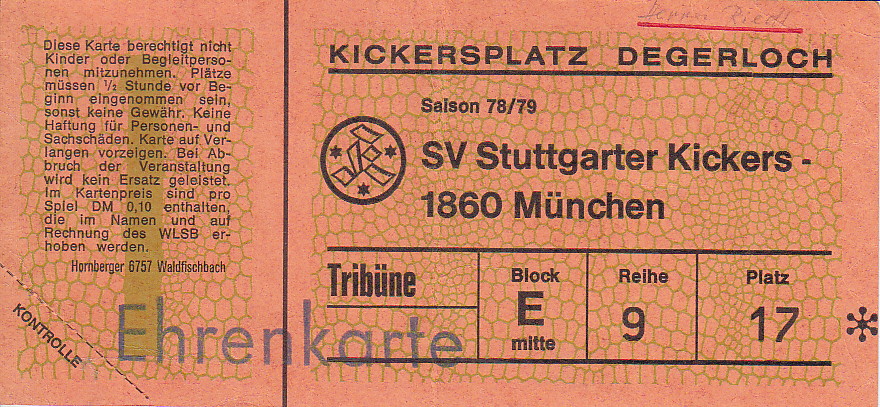 Diese Karte berechtigt nicht
Kinder oder Begleitperso-
nen mitzunehmen. Plätze
müssen ½ Stunde vor Be-
ginn eingenommen sein,
sonst keine Gewähr. Keine
Haftung für Personen- und
Sachschäden. Karte auf Ver-
langen vorzeigen. Bei Ab-
bruch der Veranstaltung
wird kein Ersatz geleistet.
Im Kartenpreis sind pro
Spiel DM 0,10 enthalten,
die im Namen und auf
Rechnung des WLSB er-
hoben werden.
Hornberger 6757 Waldfischbach
KONTROLLE
Ehrenkarte
KICKERSPLATZ DEGERLOCH
Saison 78/79
SV Stuttgarter Kickers -
1860 München
Tribüne
Block
E
mitte
Reihe
9
Platz
17